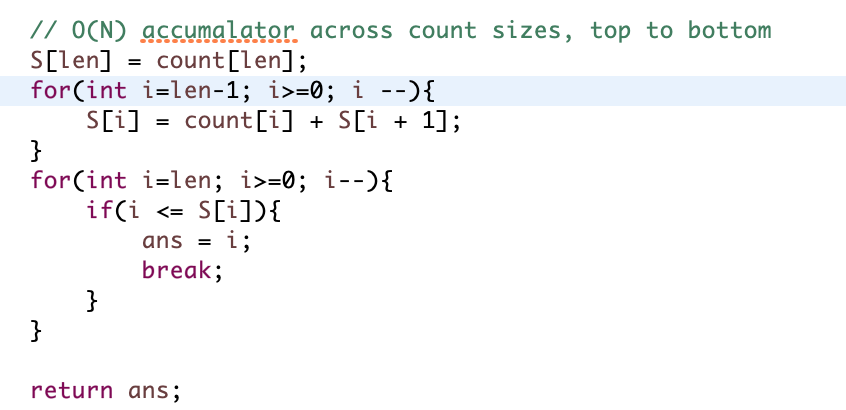 // O(N) accumalator across count sizes, top to bottom
S[len] = count[len];
for(int i=len-1; i>=0; i --){
    S[i] = count[i] + S[i + 1];
}
for(int i=len; i>=0; i--){
    if(i <= S[i]){
        ans = i;
        break;
    }
}
return ans;